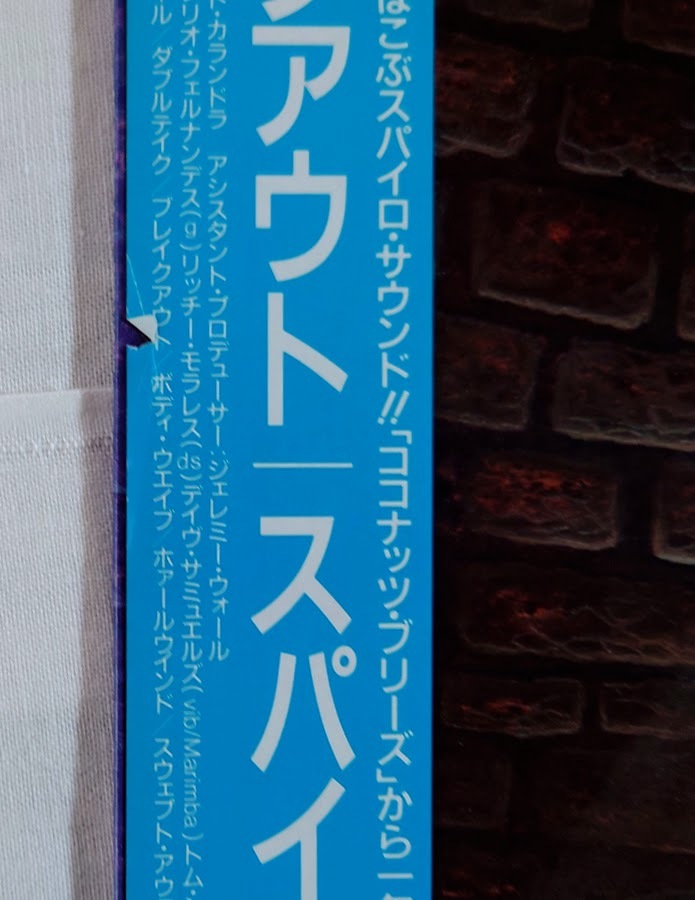 はこぶスパイロ・サウンド!!「ココナッツ・ブリーズ」から一
アウト|スパイ
ト・カランドラ アシスタント・プロデューサー:ジェレミー・ウォール
リオ・フェルナンデス(g)リッチー・モラレス(ds)デイヴ・サミュエルズ(vib/Marimba)トム・
ル/ダブルテイク/ブレイクアウト/ボディ・ウエイブ/ホァールウインド/スウェプト・アウ